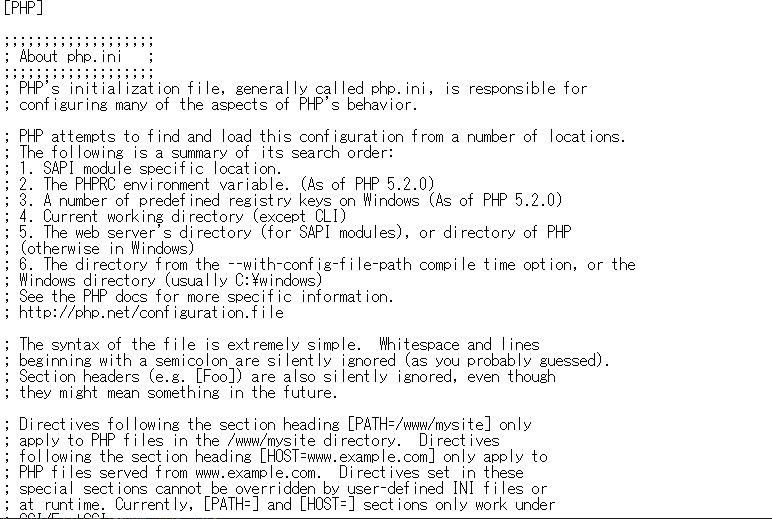 [PHP]
;;;;;;;;;;;;;;;;;;;
; About php.ini   ;
;;;;;;;;;;;;;;;;;;;
; PHP's initialization file, generally called php.ini, is responsible for
; configuring many of the aspects of PHP's behavior.
; PHP attempts to find and load this configuration from a number of locations.
; The following is a summary of its search order:
; 1. SAPI module specific location.
; 2. The PHPRC environment variable. (As of PHP 5.2.0)
; 3. A number of predefined registry keys on Windows (As of PHP 5.2.0)
; 4. Current working directory (except CLI)
; 5. The web server's directory (for SAPI modules), or directory of PHP
; (otherwise in Windows)
; 6. The directory from the --with-config-file-path compile time option, or the
; Windows directory (usually C:¥windows)
; See the PHP docs for more specific information.
; http://php.net/configuration.file
; The syntax of the file is extremely simple.  Whitespace and lines
; beginning with a semicolon are silently ignored (as you probably guessed).
; Section headers (e.g. [Foo]) are also silently ignored, even though
; they might mean something in the future.
; Directives following the section heading [PATH=/www/mysite] only
; apply to PHP files in the /www/mysite directory.  Directives
; following the section heading [HOST=www.example.com] only apply to
; PHP files served from www.example.com.  Directives set in these
; special sections cannot be overridden by user-defined INI files or
; at runtime. Currently, [PATH=] and [HOST=] sections only work under